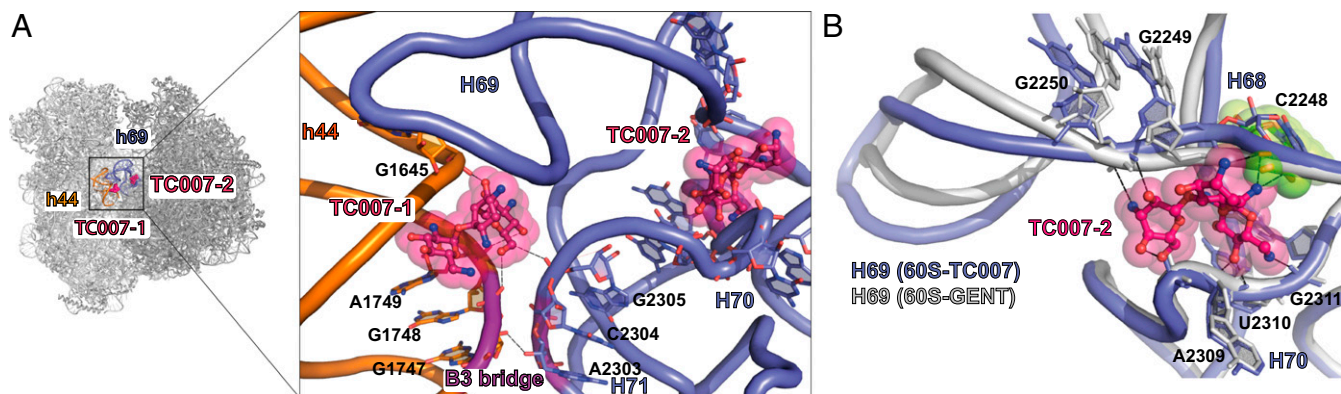 A
h69
h44
TC007-2
TC007-1
H69
h44
G1645
TC007-1
TC007-2
A1749
G1748
G1747
B3 bridge
G2305
C2304
A2303
H71
H70
B
G2249
G2250
H68
C2248
TC007-2
H69 (60S-TC007)
H69 (60S-GENT)
G2311
U2310
A2309
H70